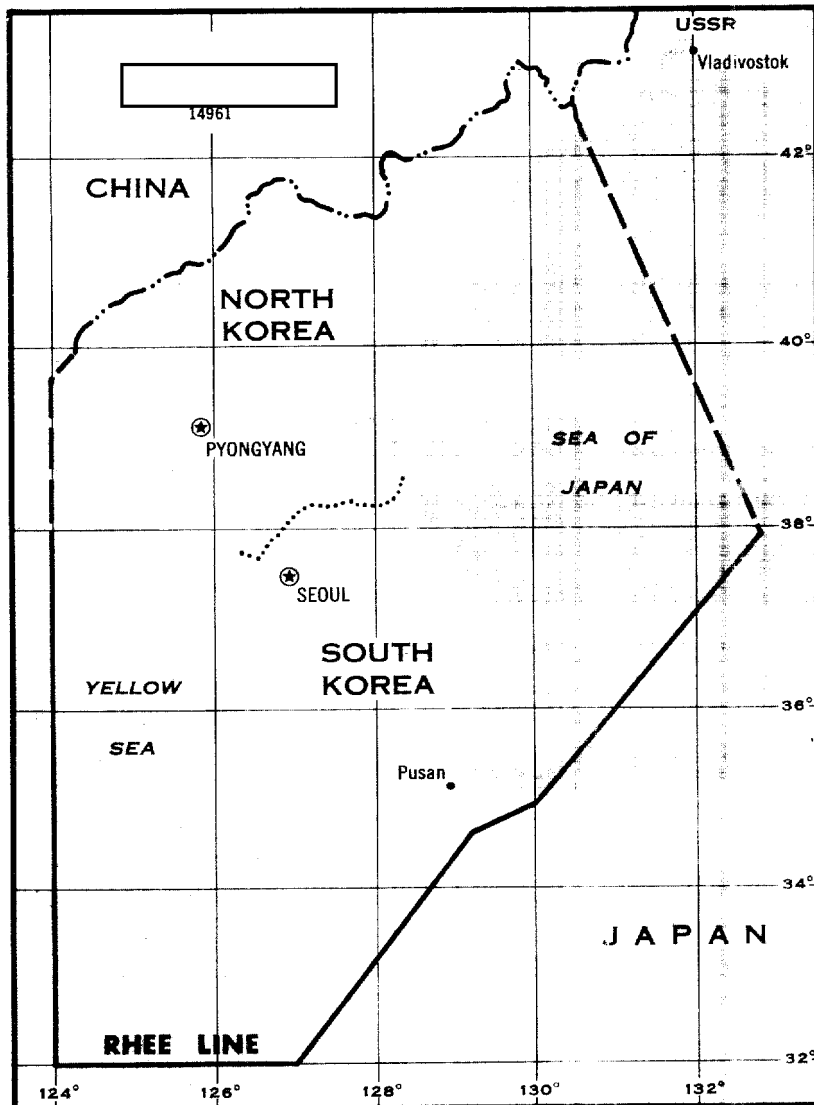 USSR
Vladivostok
14961
42°
CHINA
NORTH
KOREA
40°
PYONGYANG
SEA OF
JAPAN
38°
SEOUL
SOUTH
KOREA
YELLOW
SEA
36°
Pusan
34°
JAPAN
RHEE LINE
32°
124°
126°
128°
130°
132°